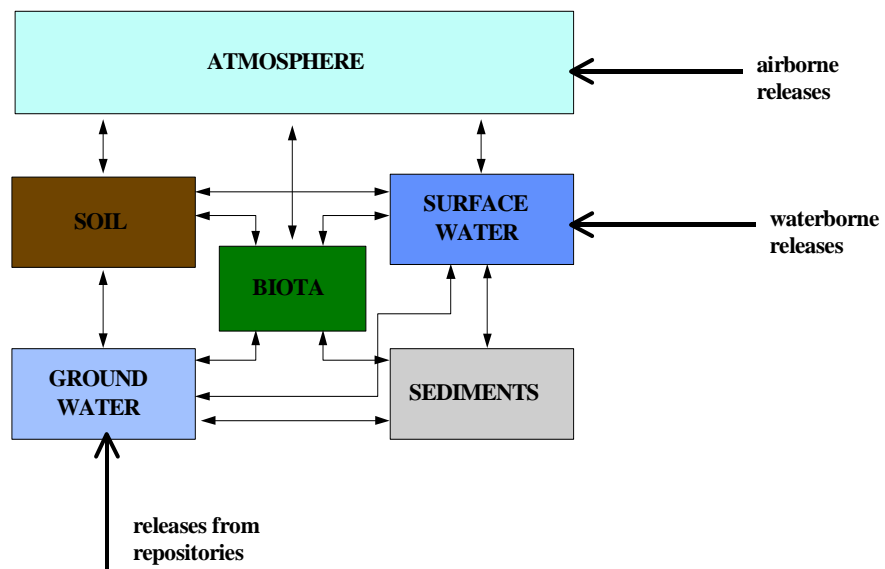 ATMOSPHERE
airborne
releases
SOIL
SURFACE
WATER
waterborne
releases
BIOTA
GROUND
WATER
SEDIMENTS
releases from
repositories